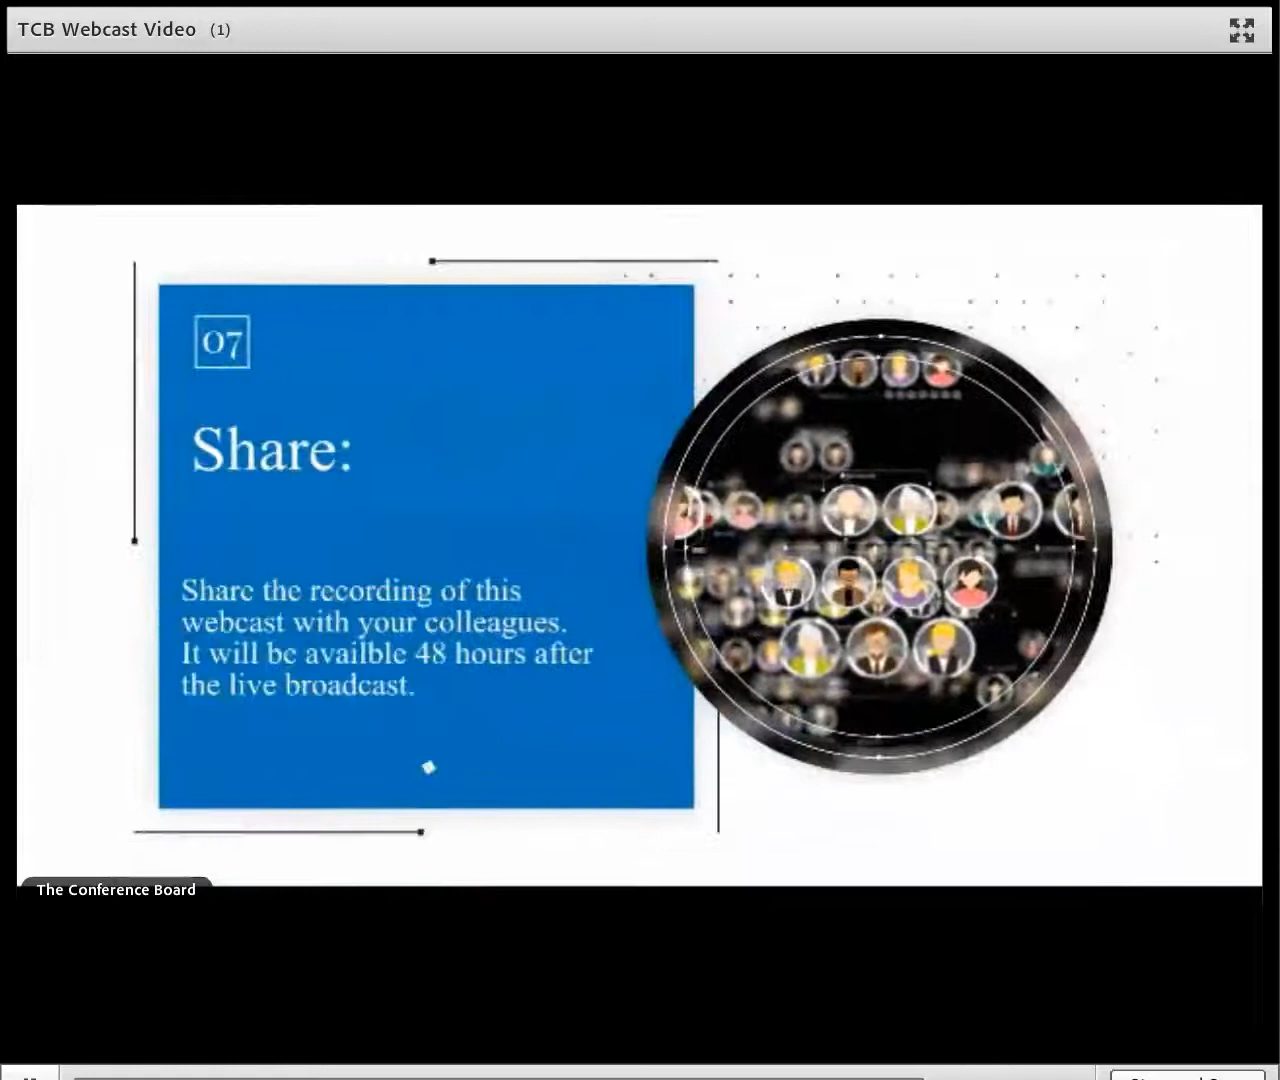 TCB Webcast Video (1)
07
Share:
Share the recording of this
webcast with your colleagues.
It will be availble 48 hours after
the live broadcast.
The Conference Board